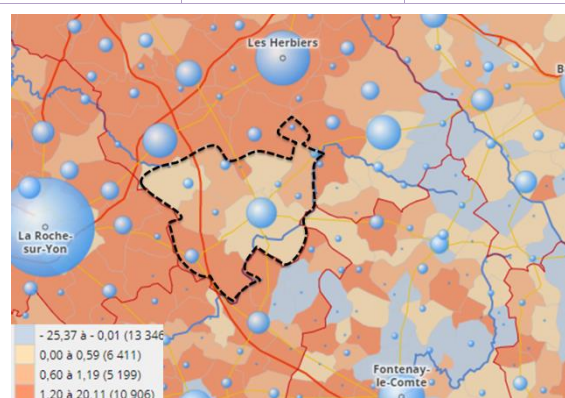 Les Herbiers
B
La Roche-
sur-Yon
- 25,37 à - 0,01 (13 346
0,00 à 0,59 (6 411)
0,60 à 1,19 (5 199)
1,20 à 20,11 (10 906)
Fontenay-
le-Comte